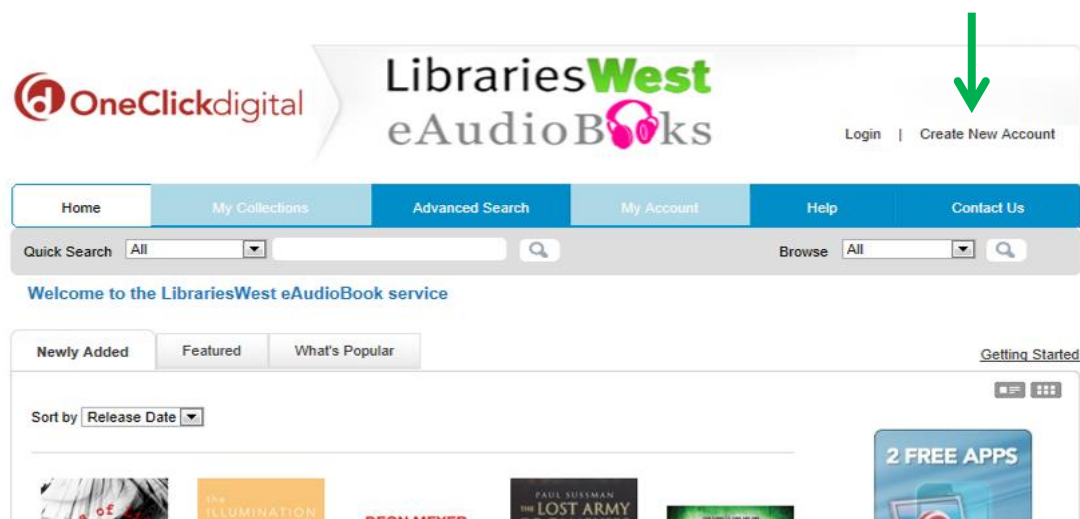 OneClickdigital
LibrariesWest
eAudioBooks
Login | Create New Account
Home My Collections Advanced Search My Account Help Contact Us
Quick Search All Browse All
Welcome to the LibrariesWest eAudioBook service
Newly Added Featured What's Popular Getting Started
Sort by Release Date
2 FREE APPS
of
the
ILLUMINATION
DEON MEYER
PAUL SUSSMAN
THE LOST ARMY